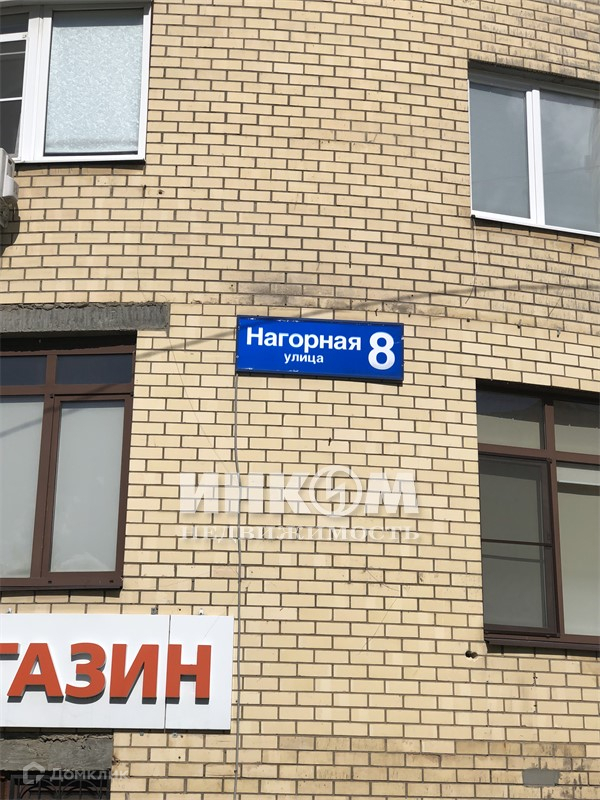 Нагорная
улица
8
ИНКОМ
НЕДВИЖИМОСТЬ
ГАЗИН
Домклик